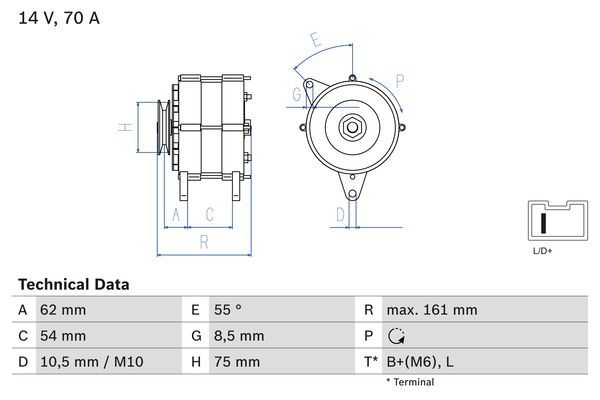 14 V, 70 A
E
P
G
H
A
C
D
R
L/D+
Technical Data
A 62 mm E 55 ° R max. 161 mm
C 54 mm G 8,5 mm P
D 10,5 mm / M10 H 75 mm T* B+(M6), L
* Terminal